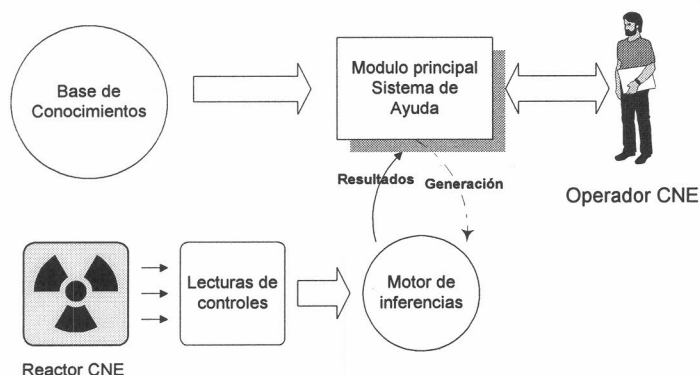 Base de
Conocimientos
Modulo principal
Sistema de
Ayuda
Resultados
Generación
Operador CNE
Lecturas de
controles
Motor de
inferencias
Reactor CNE